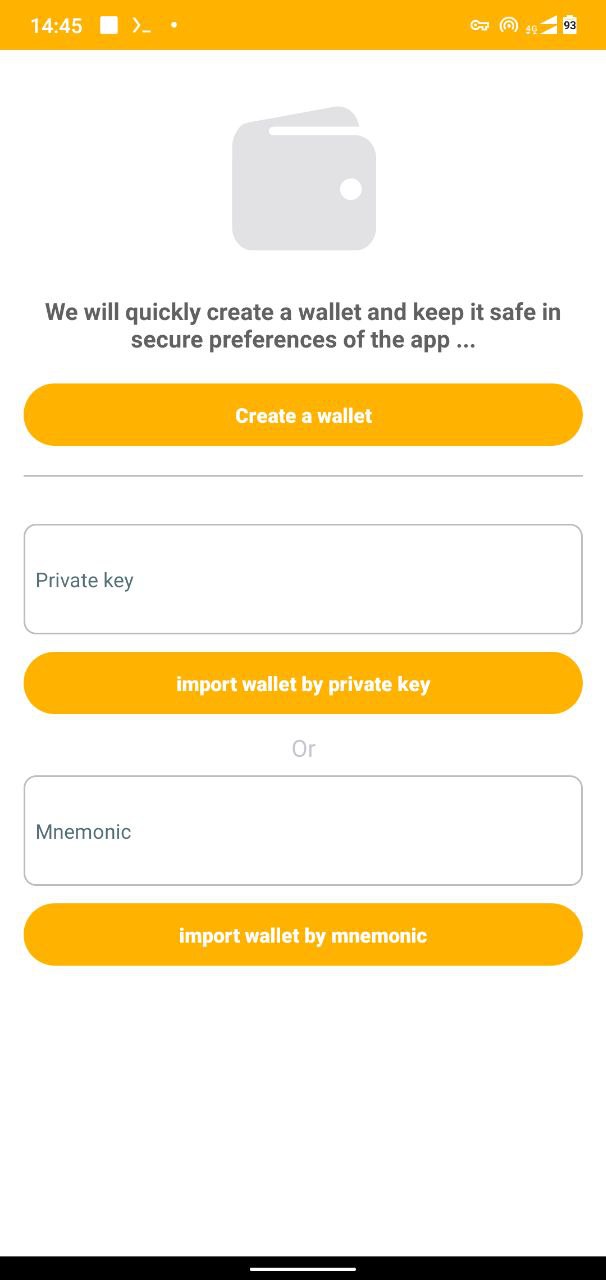 14:45
4G
93
We will quickly create a wallet and keep it safe in
secure preferences of the app ...
Create a wallet
Private key
import wallet by private key
Or
Mnemonic
import wallet by mnemonic